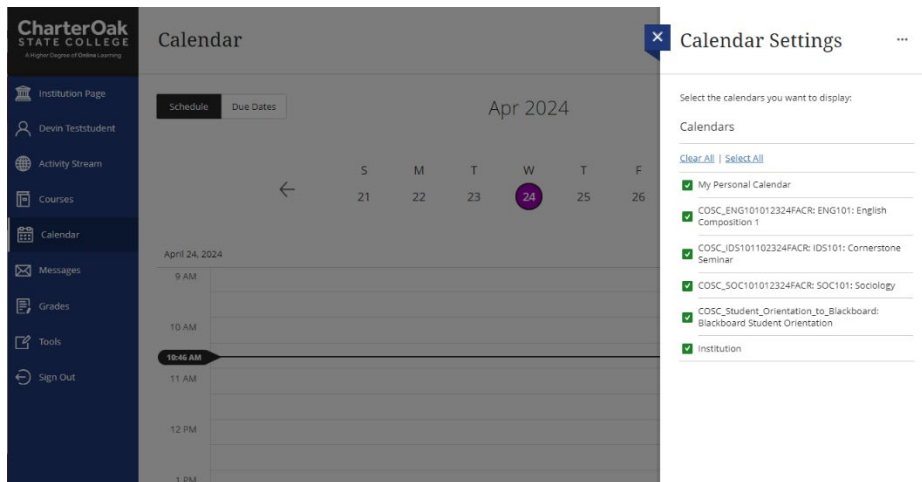 CharterOak
STATE COLLEGE
A Higher Degree of Online Learning
Institution Page
Devin Teststudent
Activity Stream
Courses
Calendar
Messages
Grades
Tools
Sign Out
Calendar
Schedule
Due Dates
Apr 2024
S M T W T F
21 22 23 24 25 26
April 24, 2024
9 AM
10 AM
10:46 AM
11 AM
12 PM
1 PM
Calendar Settings
Select the calendars you want to display:
Calendars
Clear All | Select All
My Personal Calendar
COSC_ENG101012324FACR: ENG101: English
Composition 1
COSC_IDS101102324FACR: IDS101: Cornerstone
Seminar
COSC_SOC101012324FACR: SOC101: Sociology
COSC_Student_Orientation_to_Blackboard:
Blackboard Student Orientation
Institution